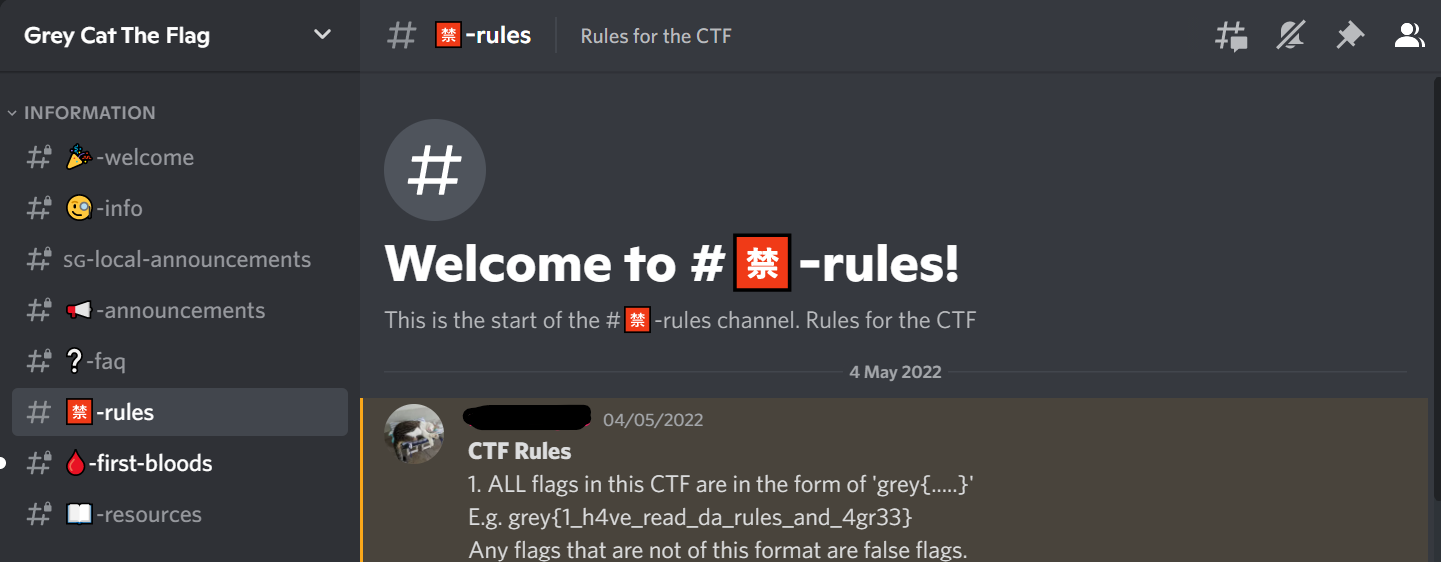 Grey Cat The Flag
# 禁-rules
Rules for the CTF
INFORMATION
-welcome
-info
SG-local-announcements
-announcements
?-faq
禁-rules
-first-bloods
-resources
#
Welcome to #禁-rules!
This is the start of the #禁-rules channel. Rules for the CTF
4 May 2022
04/05/2022
CTF Rules
1. ALL flags in this CTF are in the form of 'grey{.....}'
E.g. grey{1_h4ve_read_da_rules_and_4gr33}
Any flags that are not of this format are false flags.